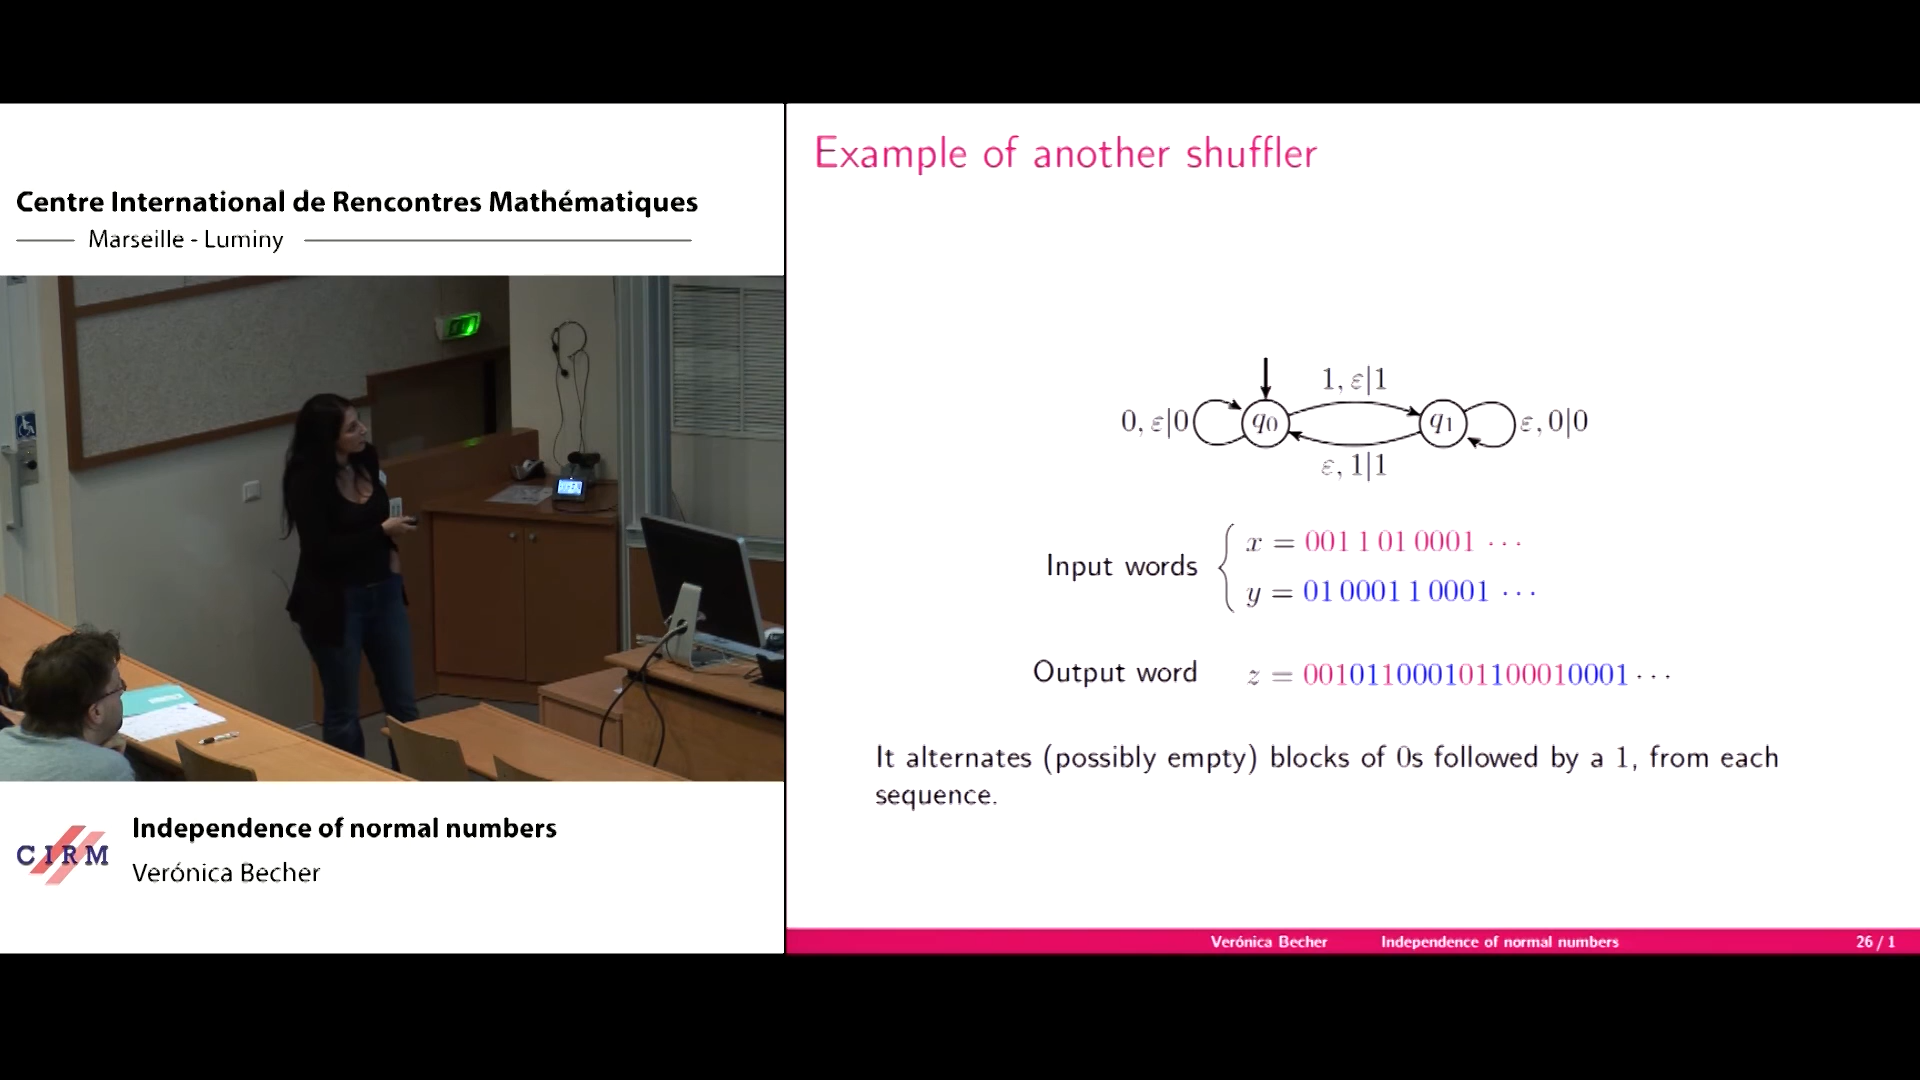 Centre International de Rencontres Mathématiques
Marseille - Luminy
Independence of normal numbers
Verónica Becher
CIRM
Example of another shuffler
1, ε|1
0, ε|0 q0 q1 ε, 0|0
ε, 1|1
Input words
x = 001 1 01 0001 ···
y = 01 0001 1 0001 ···
Output word z = 0010110001011000100001 ···
It alternates (possibly empty) blocks of 0s followed by a 1, from each
sequence.
Verónica Becher Independence of normal numbers 26 / 1